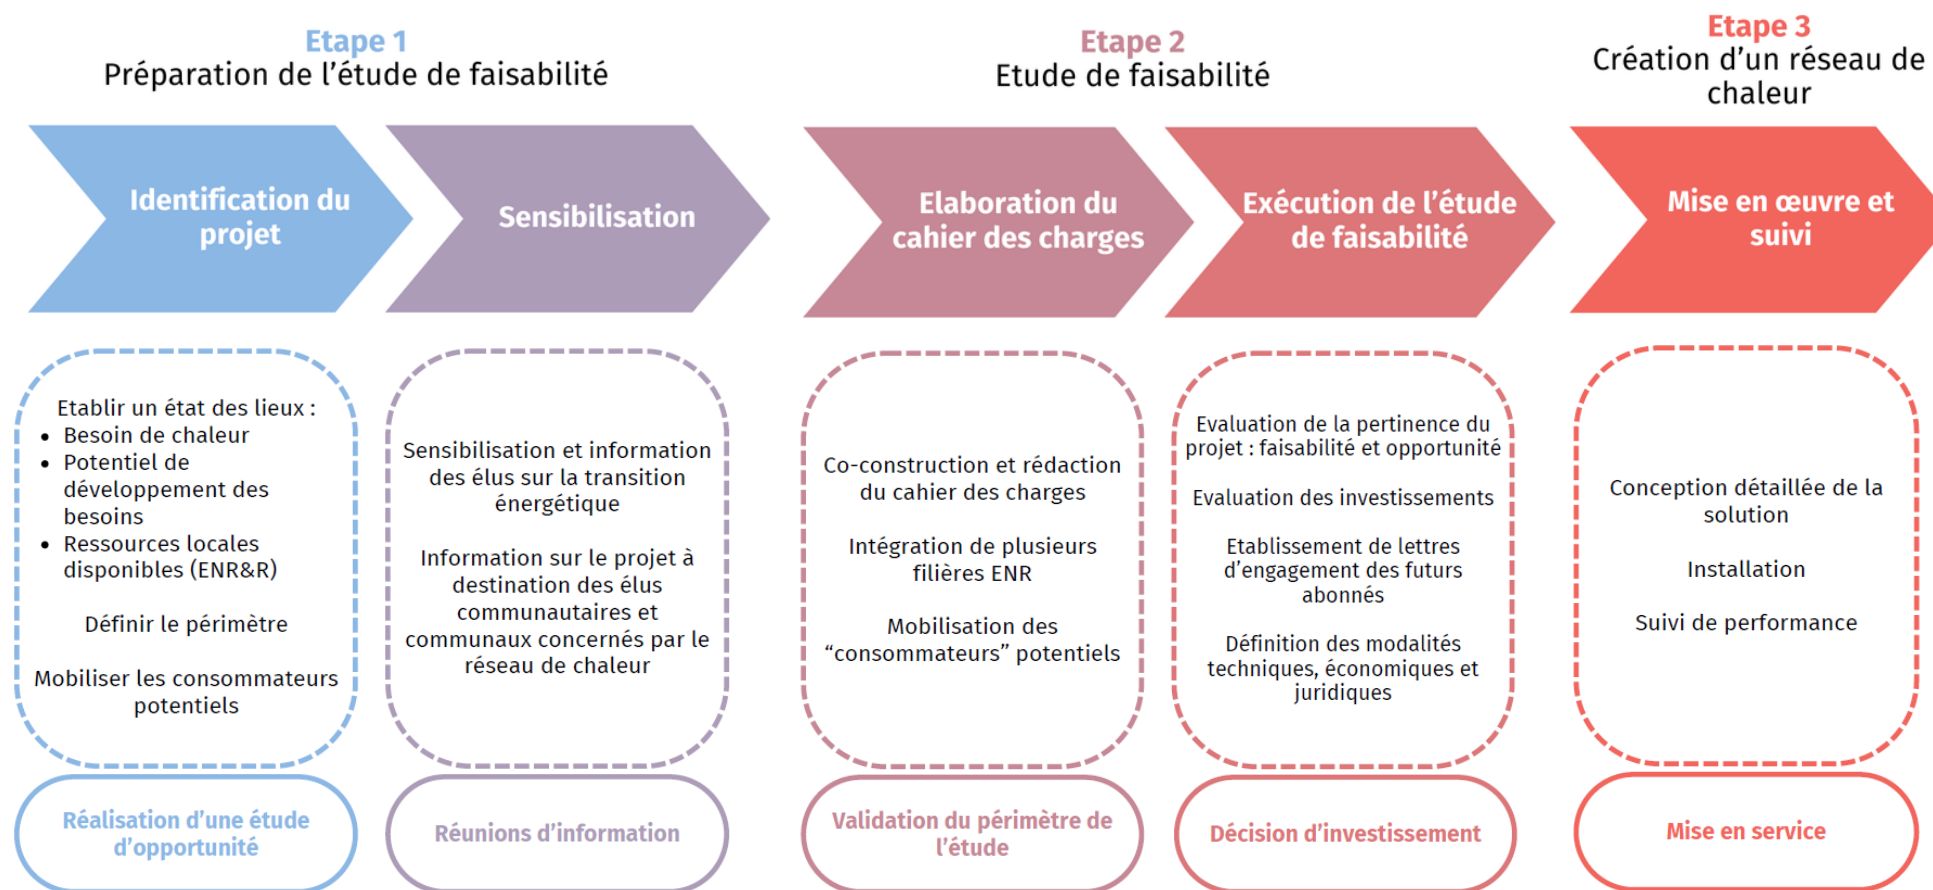 Etape 1
Préparation de l’étude de faisabilité
Etape 2
Etude de faisabilité
Etape 3
Création d’un réseau de
chaleur
Identification du
projet
Sensibilisation
Elaboration du
cahier des charges
Exécution de l’étude
de faisabilité
Mise en œuvre et
suivi
Etablir un état des lieux :
• Besoin de chaleur
• Potentiel de
développement des
besoins
• Ressources locales
disponibles (ENR&R)
Définir le périmètre
Mobiliser les consommateurs
potentiels
Sensibilisation et information
des élus sur la transition
énergétique
Information sur le projet à
destination des élus
communautaires et
communaux concernés par le
réseau de chaleur
Co-construction et rédaction
du cahier des charges
Intégration de plusieurs
filières ENR
Mobilisation des
“consommateurs” potentiels
Evaluation de la pertinence du
projet : faisabilité et opportunité
Evaluation des investissements
Etablissement de lettres
d’engagement des futurs
abonnés
Définition des modalités
techniques, économiques et
juridiques
Conception détaillée de la
solution
Installation
Suivi de performance
Réalisation d’une étude
d’opportunité
Réunions d’information
Validation du périmètre de
l’étude
Décision d’investissement
Mise en service